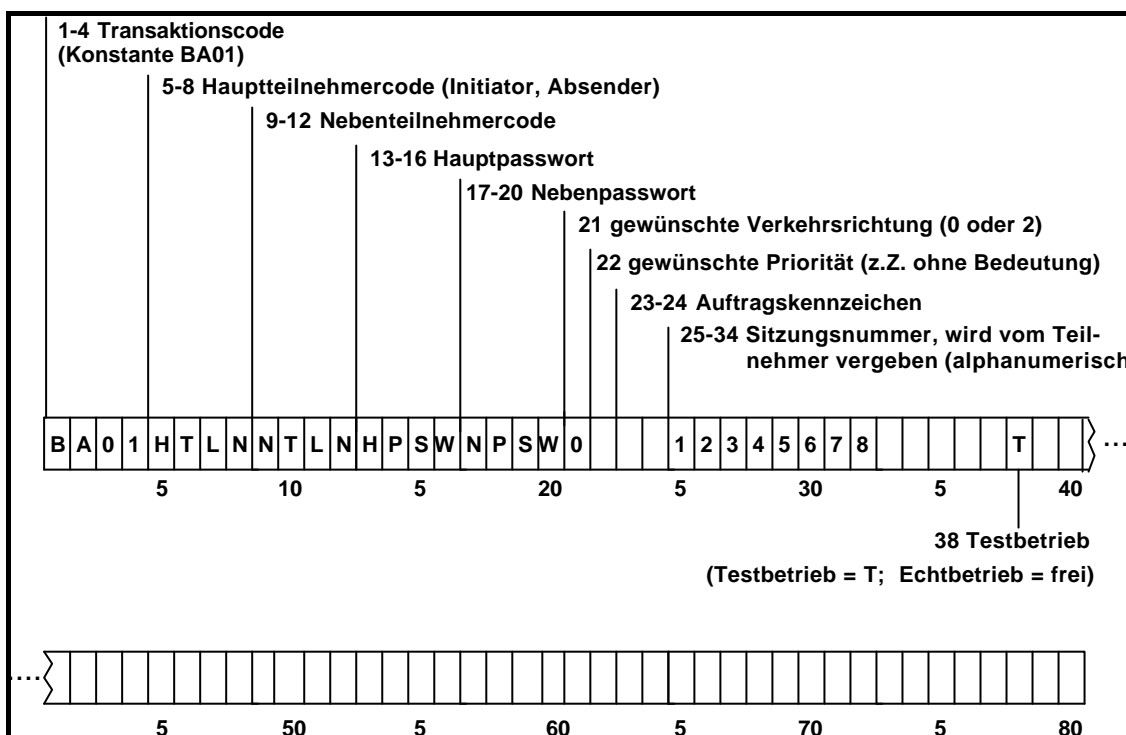 1-4 Transaktionscode
(Konstante BA01)
5-8 Hauptteilnehmercode (Initiator, Absender)
9-12 Nebenteilnehmercode
13-16 Hauptpasswort
17-20 Nebenpasswort
21 gewünschte Verkehrsrichtung (0 oder 2)
22 gewünschte Priorität (z.Z. ohne Bedeutung)
23-24 Auftragskennzeichen
25-34 Sitzungsnummer, wird vom Teil-
nehmer vergeben (alphanumerisch
B A 0 1 H T L N N T L N H P S W N P S W 0 1 2 3 4 5 6 7 8 T ...
5 10 5 20 5 30 5 40
38 Testbetrieb
(Testbetrieb = T; Echtbetrieb = frei)
....
5 50 5 60 5 70 5 80